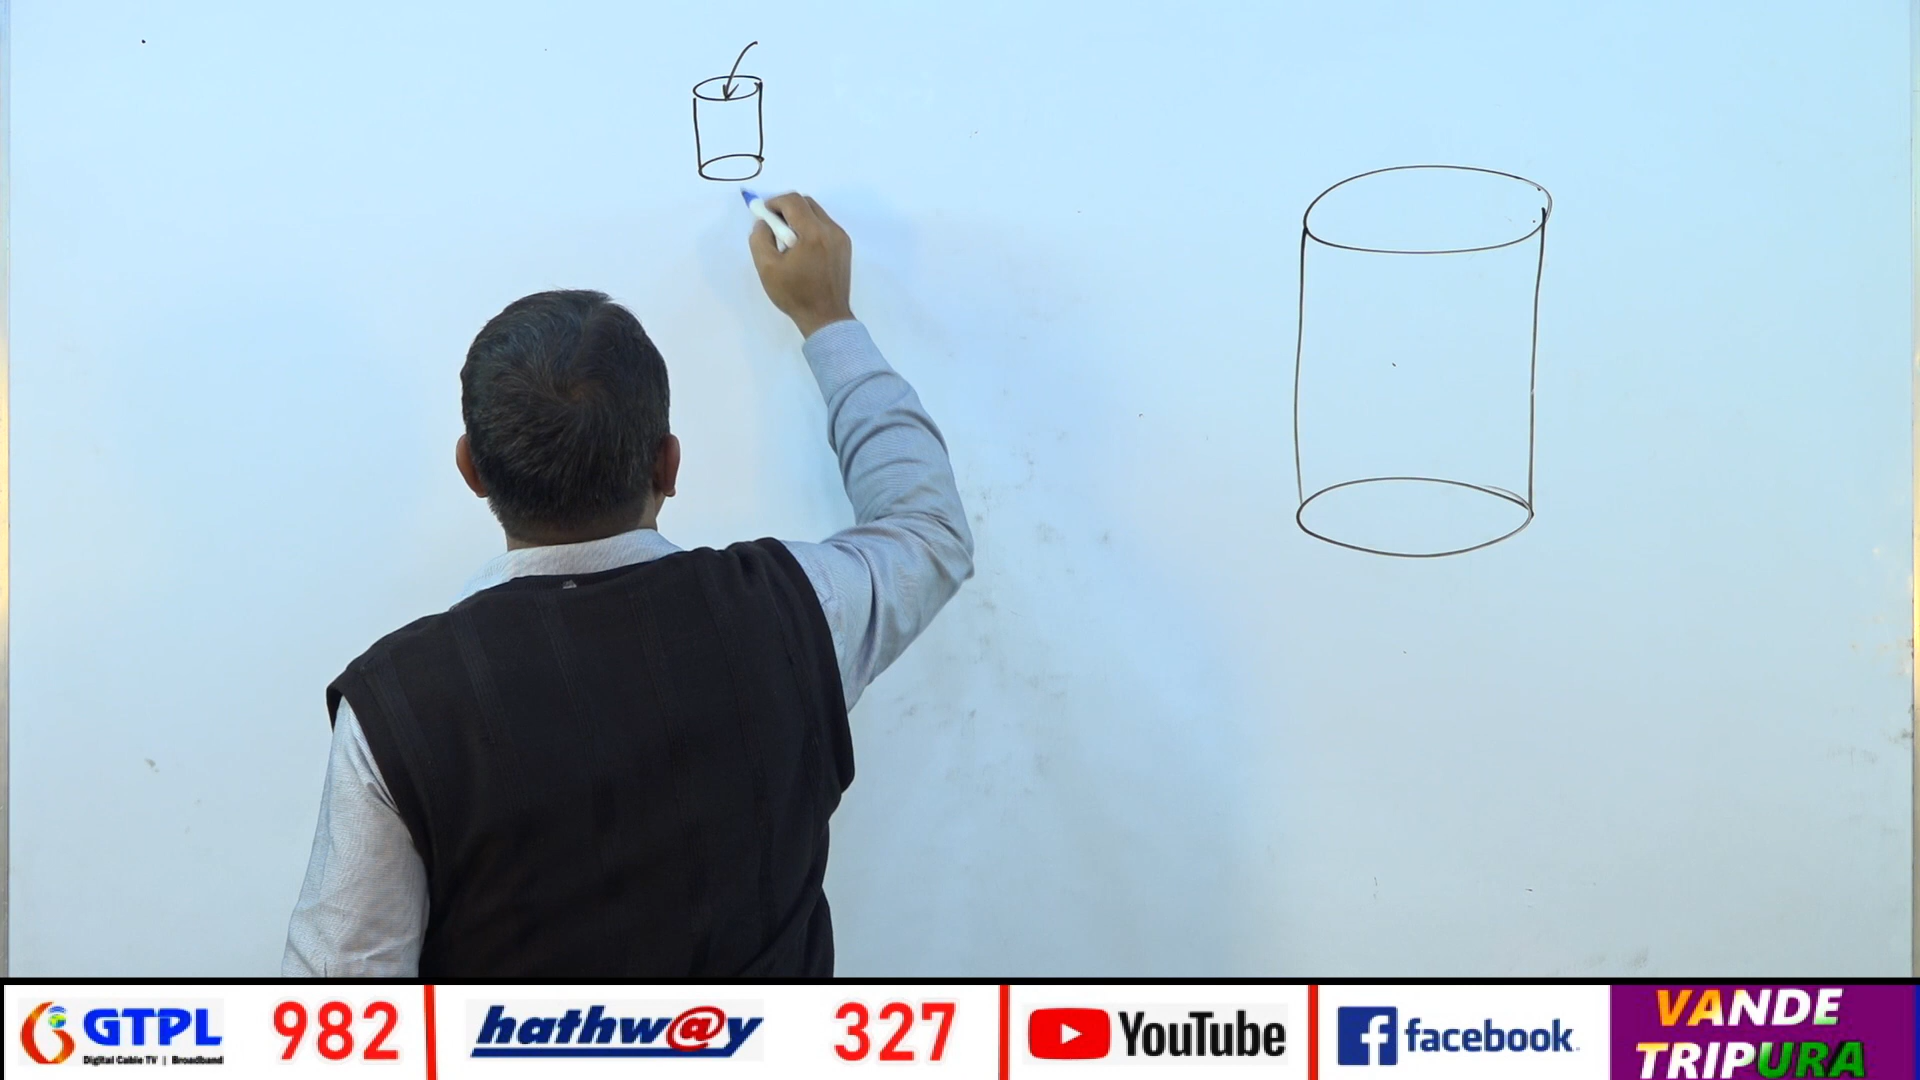 GTPL
Digital Cable TV | Broadband
982
hathw@y
327
YouTube
facebook.
VANDE
TRIPURA